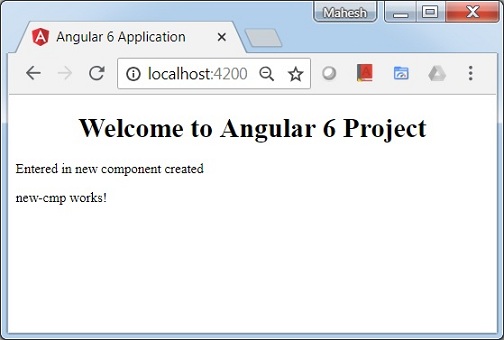 Mahesh
Angular 6 Application
localhost:4200
Welcome to Angular 6 Project
Entered in new component created
new-cmp works!